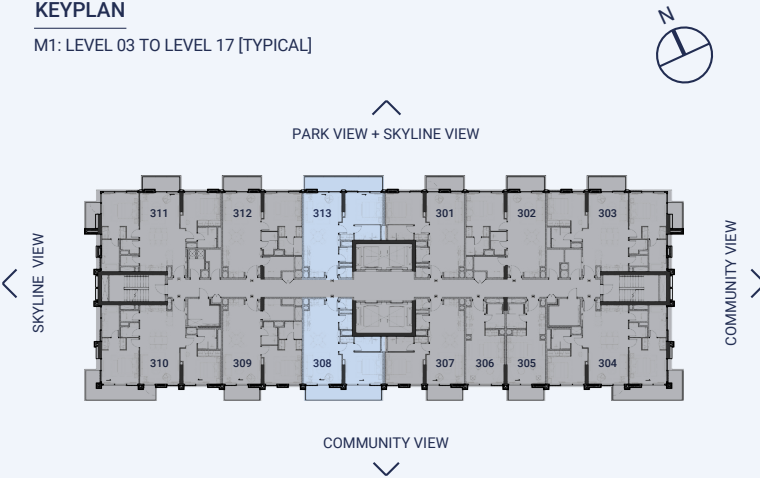 KEYPLAN
M1: LEVEL 03 TO LEVEL 17 [TYPICAL]
N
PARK VIEW + SKYLINE VIEW
311 312 313 301 302 303
SKYLINE VIEW
COMMUNITY VIEW
310 309 308 307 306 305 304
COMMUNITY VIEW